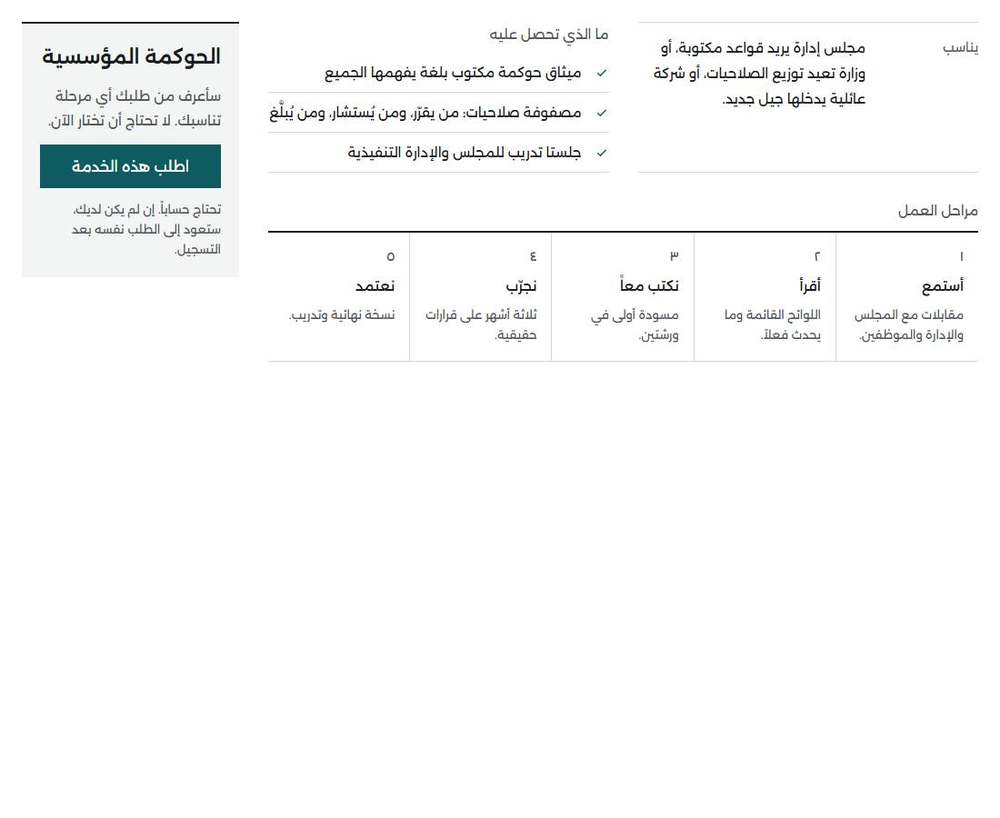 يناسب
مجلس إدارة يريد قواعد مكتوبة، أو
وزارة تعيد توزيع الصلاحيات، أو شركة
عائلية يدخلها جيل جديد.
ما الذي تحصل عليه
ميثاق حوكمة مكتوب بلغة يفهمها الجميع
مصفوفة صلاحيات: من يقرّر، ومن يُستشار، ومن يُبلَّغ
جلستا تدريب للمجلس والإدارة التنفيذية
مراحل العمل
١
أستمع
مقابلات مع المجلس
والإدارة والموظفين.
٢
أقرأ
اللوائح القائمة وما
يحدث فعلاً.
٣
نكتب معاً
مسودة أولى في
ورشتين.
٤
نجرّب
ثلاثة أشهر على قرارات
حقيقية.
٥
نعتمد
نسخة نهائية وتدريب.
الحوكمة المؤسسية
سأعرف من طلبك أي مرحلة
تناسبك. لا تحتاج أن تختار الآن.
اطلب هذه الخدمة
تحتاج حساباً. إن لم يكن لديك،
ستعود إلى الطلب نفسه بعد
التسجيل.